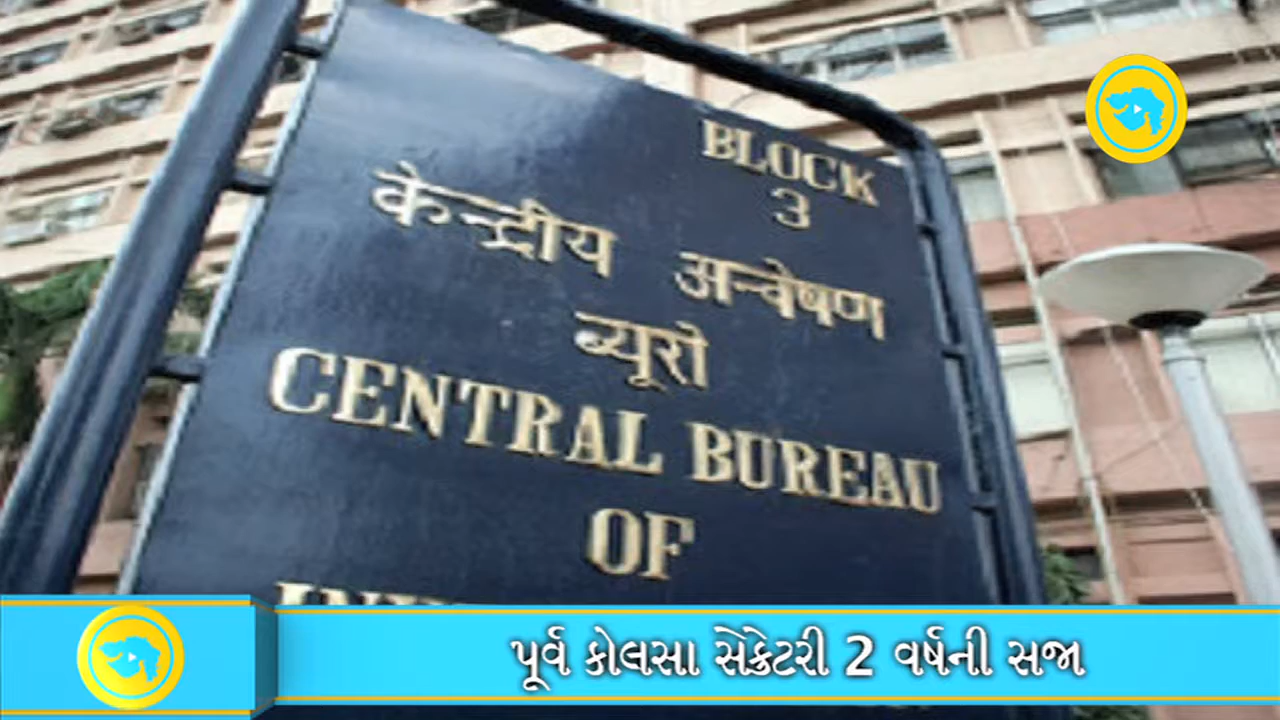 BLOCK
3
केन्द्रीय अन्वेषण
ब्यूरो
CENTRAL BUREAU
OF
પૂર્વ કોલસા સેક્રેટરી 2 વર્ષની સજા